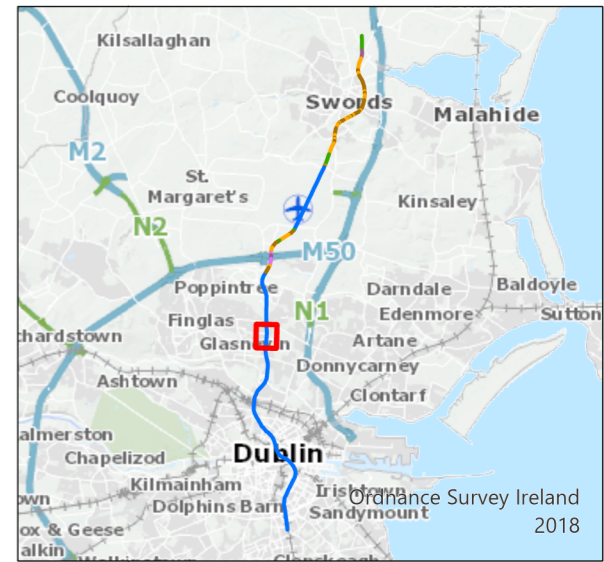 Kilsallaghan
Coolquoy
Swords
Malahide
M2
St.
Margaret's
Kinsaley
N2
M50
Poppintree
Darndale
Baldoyle
N1
Edenmore
Sutton
Finglas
chardstown
Glasnevin
Artane
Donnycarney
Ashtown
Clontarf
almerston
Chapelizod
Dublin
Kilmainham
Irishtown
Ordnance Survey Ireland
own
Dolphins Barn
Sandymount
2018
ox & Geese
alkin
Walkinstown
Clonskeagh